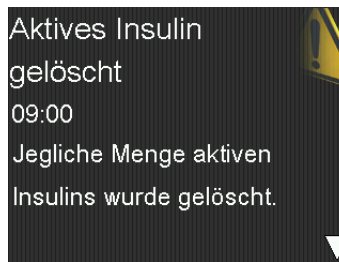 Aktives Insulin
gelöscht
09:00
Jegliche Menge aktiven
Insulins wurde gelöscht.